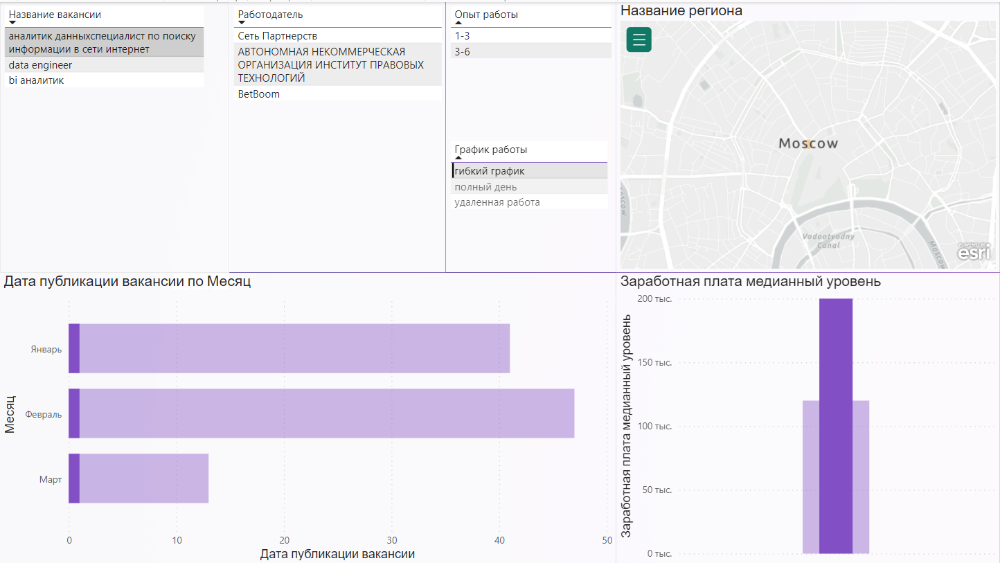 Название вакансии
аналитик данныхспециалист по поиску
информации в сети интернет
data engineer
bi аналитик
Работодатель
Сеть Партнерств
АВТОНОМНАЯ НЕКОММЕРЧЕСКАЯ
ОРГАНИЗАЦИЯ ИНСТИТУТ ПРАВОВЫХ
ТЕХНОЛОГИЙ
BetBoom
Опыт работы
1-3
3-6
График работы
гибкий график
полный день
удаленная работа
Название региона
Moscow
Moscow
Vodootvodny
Canal
Moscow
POWERED BY
esri
Дата публикации вакансии по Месяц
Месяц
Январь
Февраль
Март
0 10 20 30 40 50
Дата публикации вакансии
Заработная плата медианный уровень
Заработная плата медианный уровень
200 тыс.
150 тыс.
100 тыс.
50 тыс.
0 тыс.